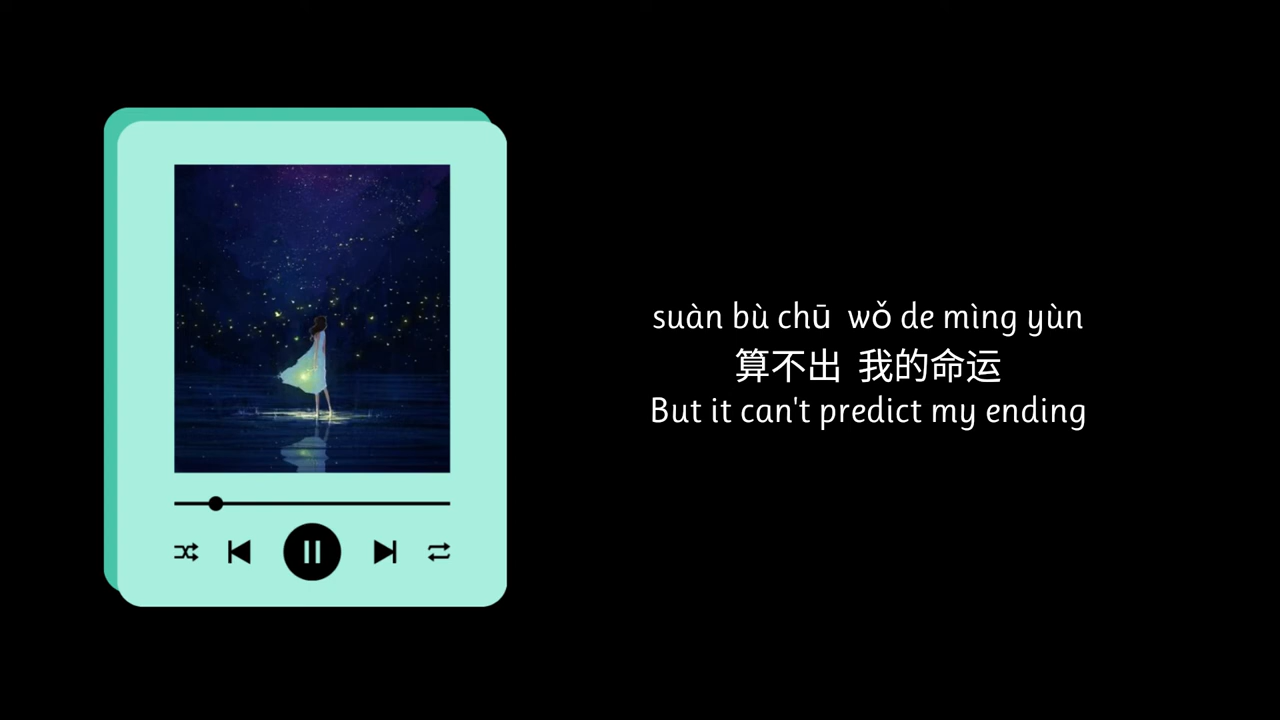 suàn bù chū  wǒ de mìng yùn
算不出  我的命运
But it can't predict my ending